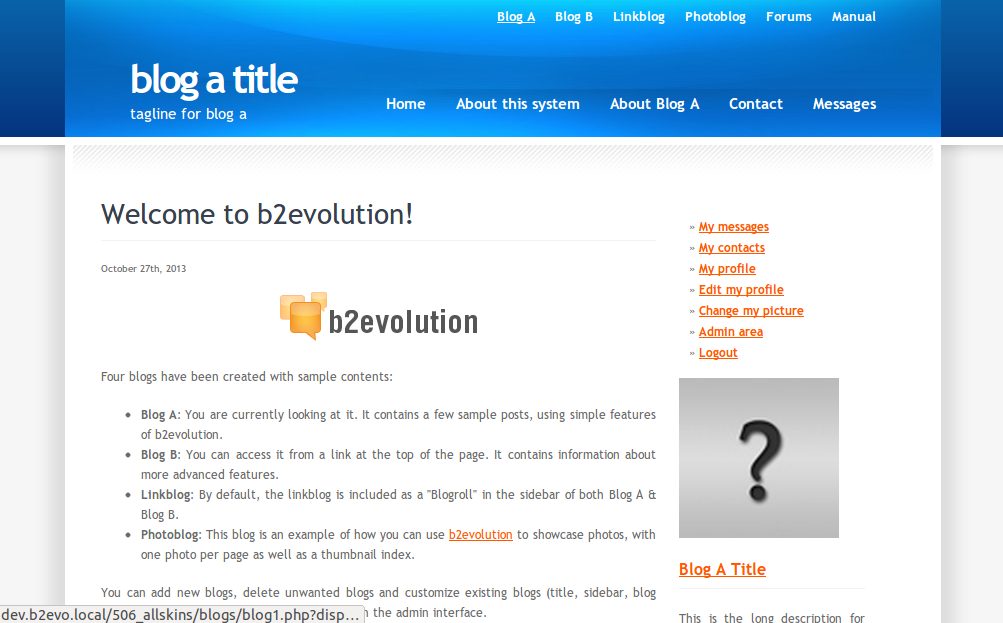 Blog A Blog B Linkblog Photoblog Forums Manual
blog a title
tagline for blog a
Home About this system About Blog A Contact Messages
Welcome to b2evolution!
October 27th, 2013
b2evolution
Four blogs have been created with sample contents:
• Blog A: You are currently looking at it. It contains a few sample posts, using simple features
of b2evolution.
• Blog B: You can access it from a link at the top of the page. It contains information about
more advanced features.
• Linkblog: By default, the linkblog is included as a "Blogroll" in the sidebar of both Blog A &
Blog B.
• Photoblog: This blog is an example of how you can use b2evolution to showcase photos, with
one photo per page as well as a thumbnail index.
You can add new blogs, delete unwanted blogs and customize existing blogs (title, sidebar, blog
the admin interface.
» My messages
» My contacts
» My profile
» Edit my profile
» Change my picture
» Admin area
» Logout
?
Blog A Title
This is the long description for
dev.b2evo.local/506_allskins/blogs/blog1.php?disp...